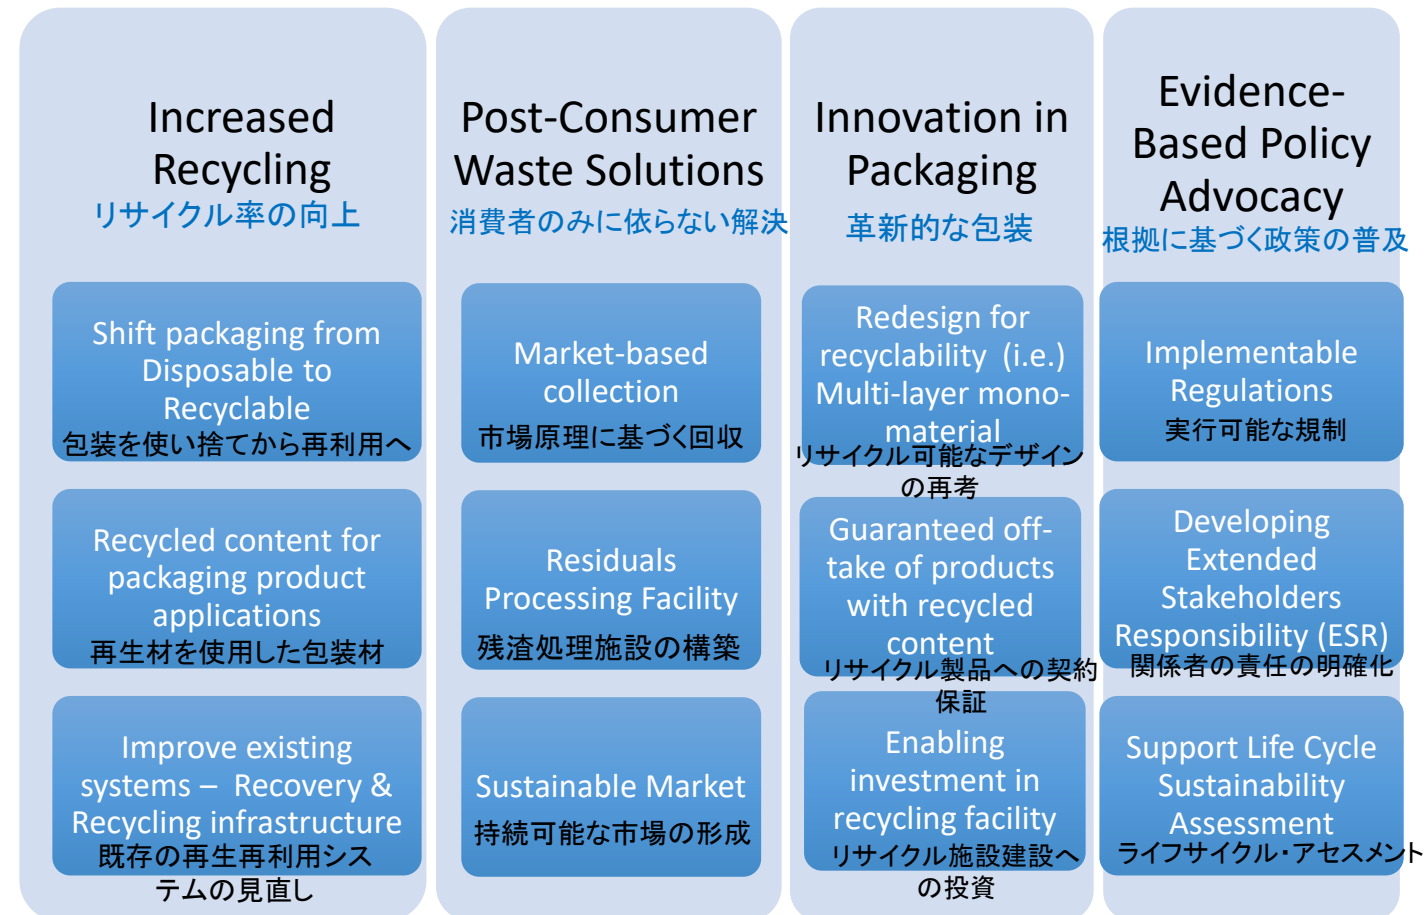 Increased
Recycling
リサイクル率の向上
Shift packaging from
Disposable to
Recyclable
包装を使い捨てから再利用へ
Recycled content for
packaging product
applications
再生材を使用した包装材
Improve existing
systems – Recovery &
Recycling infrastructure
既存の再生再利用シス
テムの見直し
Post-Consumer
Waste Solutions
消費者のみに依らない解決
Market-based
collection
市場原理に基づく回収
Residuals
Processing Facility
残渣処理施設の構築
Sustainable Market
持続可能な市場の形成
Innovation in
Packaging
革新的な包装
Redesign for
recyclability (i.e.)
Multi-layer mono-
material
リサイクル可能なデザイン
の再考
Guaranteed off-
take of products
with recycled
content
リサイクル製品への契約
保証
Enabling
investment in
recycling facility
リサイクル施設建設へ
の投資
Evidence-
Based Policy
Advocacy
根拠に基づく政策の普及
Implementable
Regulations
実行可能な規制
Developing
Extended
Stakeholders
Responsibility (ESR)
関係者の責任の明確化
Support Life Cycle
Sustainability
Assessment
ライフサイクル・アセスメント